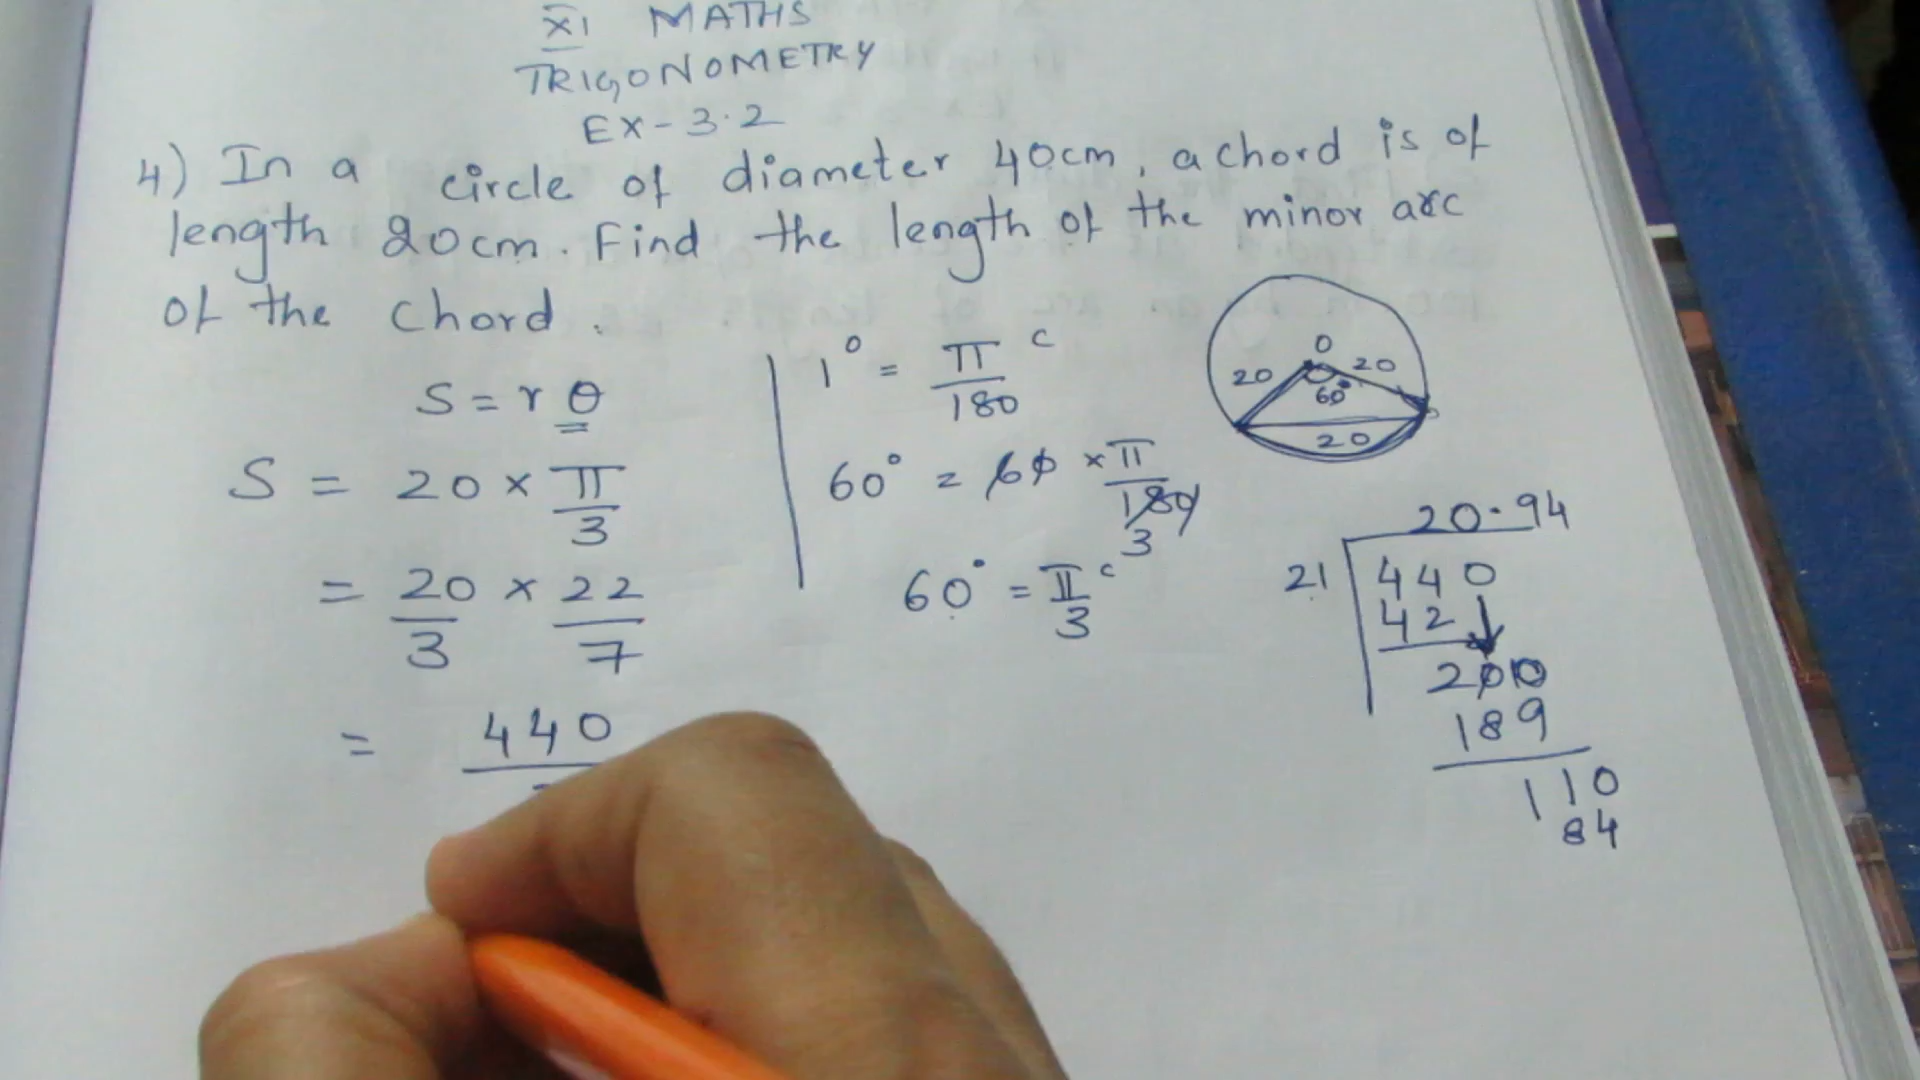 XI MATHS
TRIGONOMETRY
EX-3.2
4) In a circle of diameter 40cm, a chord is of
length 20cm. Find the length of the minor arc
of the chord.
S = r θ
S = 20 × π/3
= 20/3 × 22/7
= 440
1° = π/180 c
60° = 60 × π/180
3
60° = π/3 c
O
20 20
60°
20
20.94
21 440
42
200
189
110
84